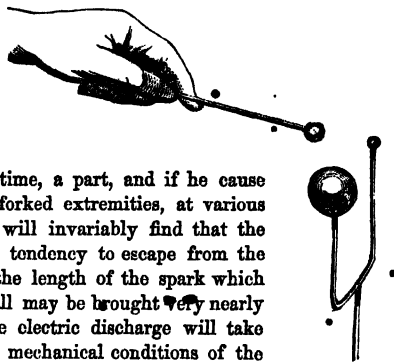 time, a part, and if he cause
forked extremities, at various
will invariably find that the
tendency to escape from the
the length of the spark which
ll may be brought very nearly
e electric discharge will take
mechanical conditions of the